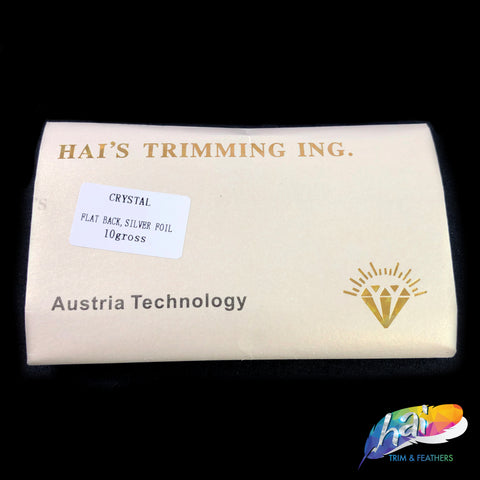 HAI'S TRIMMING ING.
CRYSTAL
FLAT BACK, SILVER FOIL
10gross
Austria Technology
hai
TRIM & FEATHERS